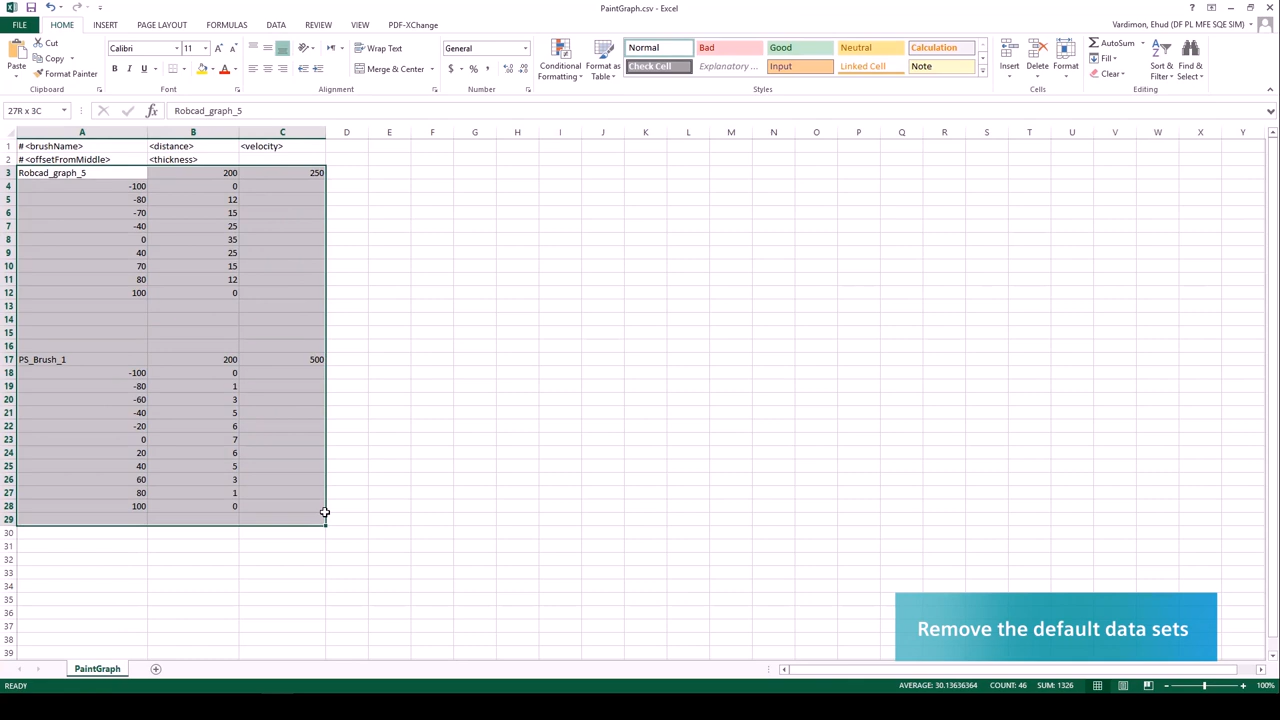 PaintGraph.csv - Excel
FILE HOME INSERT PAGE LAYOUT FORMULAS DATA REVIEW VIEW PDF-XChange Vardimon, Ehud (DF PL MFE SQE SIM)
Paste Cut Copy Format Painter Clipboard
Calibri 11 B I U Font
Wrap Text Merge & Center Alignment
General $ % , Number
Conditional Formatting Format as Table
Normal Bad Good Neutral Calculation
Check Cell Explanatory ... Input Linked Cell Note
Styles
Insert Delete Format Cells
AutoSum Fill Clear Sort & Filter Find & Select Editing
27R x 3C fx Robcad_graph_5
A B C D E F G H I J K L M N O P Q R S T U V W X Y
1 # <brushName> <distance> <velocity>
2 # <offsetFromMiddle> <thickness>
3 Robcad_graph_5 200 250
4 -100 0
5 -80 12
6 -70 15
7 -40 25
8 0 35
9 40 25
10 70 15
11 80 12
12 100 0
13
14
15
16
17 PS_Brush_1 200 500
18 -100 0
19 -80 1
20 -60 3
21 -40 5
22 -20 6
23 0 7
24 20 6
25 40 5
26 60 3
27 80 1
28 100 0
29
30
31
32
33
34
35
36
37
38
39
Remove the default data sets
PaintGraph
READY AVERAGE: 30.13636364 COUNT: 46 SUM: 1326 100%